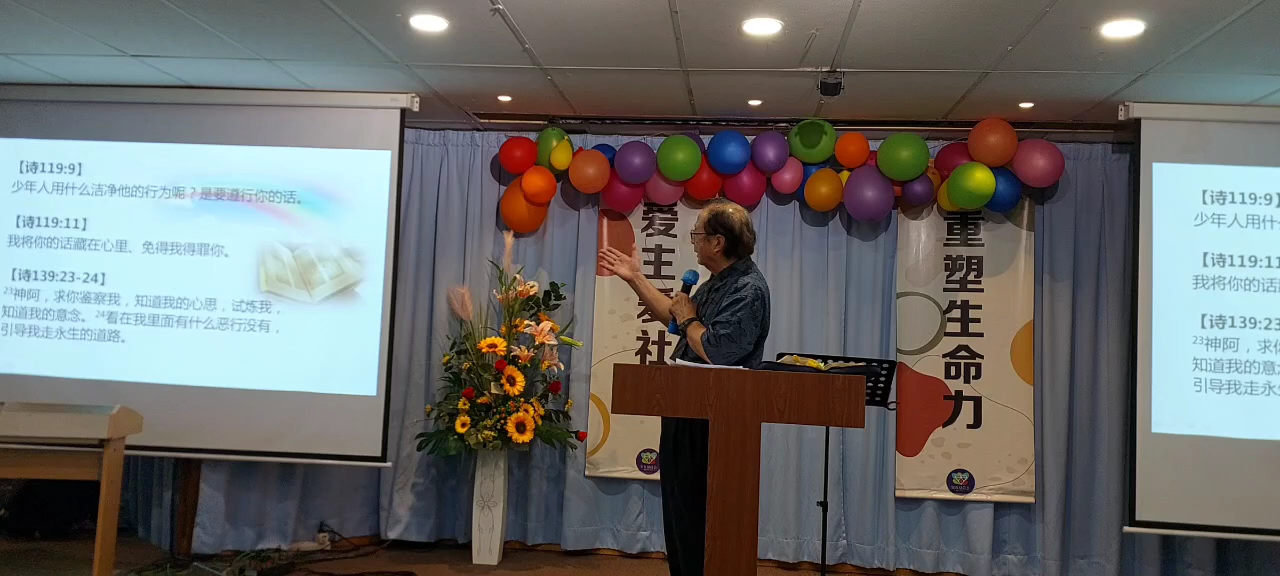 【诗119:9】
少年人用什么洁净他的行为呢？是要遵行你的话。
【诗119:11】
我将你的话藏在心里、免得我得罪你。
【诗139:23-24】
23神阿，求你鉴察我，知道我的心思，试炼我，
知道我的意念。24看在我里面有什么恶行没有，
引导我走永生的道路。
爱主爱社
重塑生命力
【诗119:9】
少年人用什
【诗119:11
我将你的话
【诗139:23
23神阿，求你
知道我的意
引导我走永